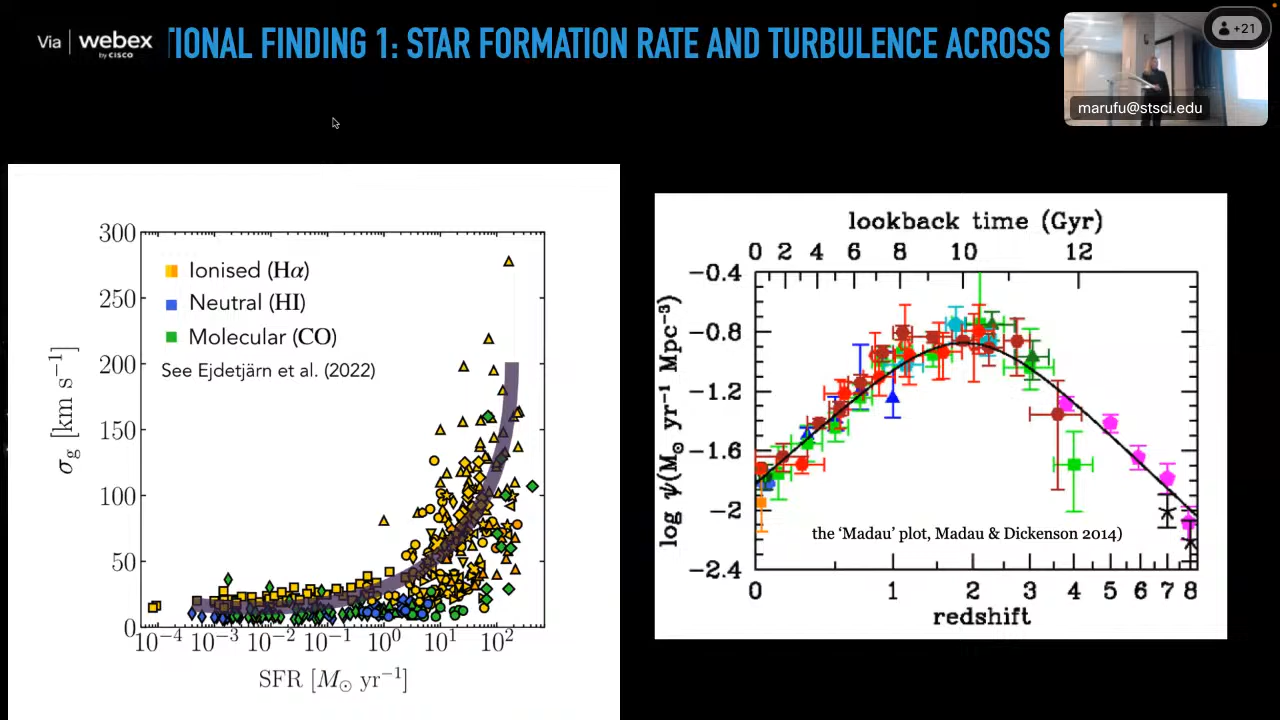 Via webex
by CISCO
TIONAL FINDING 1: STAR FORMATION RATE AND TURBULENCE ACROSS
+21
marufu@stsci.edu
300
250
200
150
100
50
0
σg [km s⁻¹]
Ionised (Hα)
Neutral (HI)
Molecular (CO)
See Ejdetjärn et al. (2022)
10⁻⁴ 10⁻³ 10⁻² 10⁻¹ 10⁰ 10¹ 10²
SFR [M⊙ yr⁻¹]
lookback time (Gyr)
0 2 4 6 8 10 12
−0.4
−0.8
−1.2
−1.6
−2
−2.4
log ψ(M⊙ yr⁻¹ Mpc⁻³)
the ‘Madau’ plot, Madau & Dickenson 2014)
0 1 2 3 4 5 6 7 8
redshift